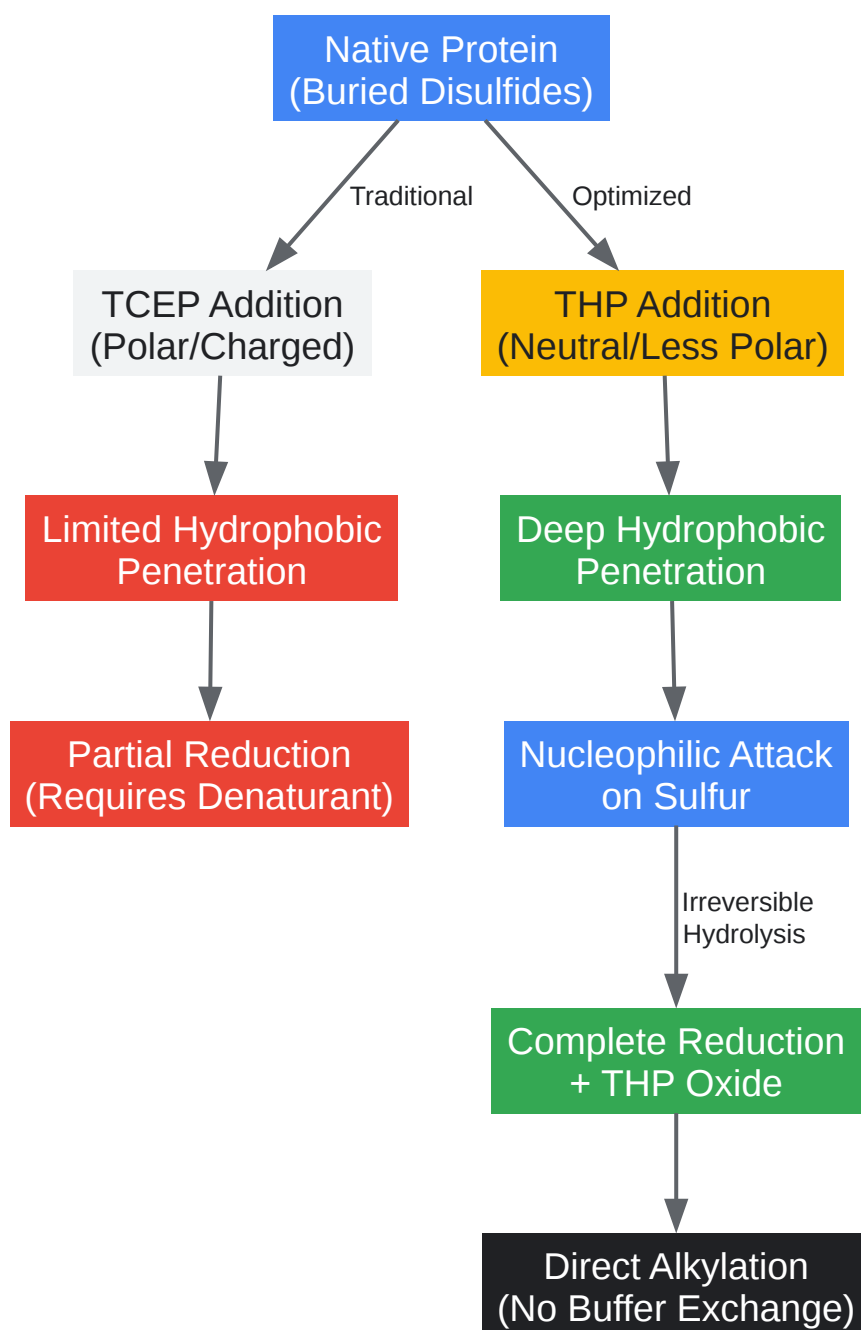 Native Protein
(Buried Disulfides)
Traditional
Optimized
TCEP Addition
(Polar/Charged)
THP Addition
(Neutral/Less Polar)
Limited Hydrophobic
Penetration
Deep Hydrophobic
Penetration
Partial Reduction
(Requires Denaturant)
Nucleophilic Attack
on Sulfur
Irreversible
Hydrolysis
Complete Reduction
+ THP Oxide
Direct Alkylation
(No Buffer Exchange)